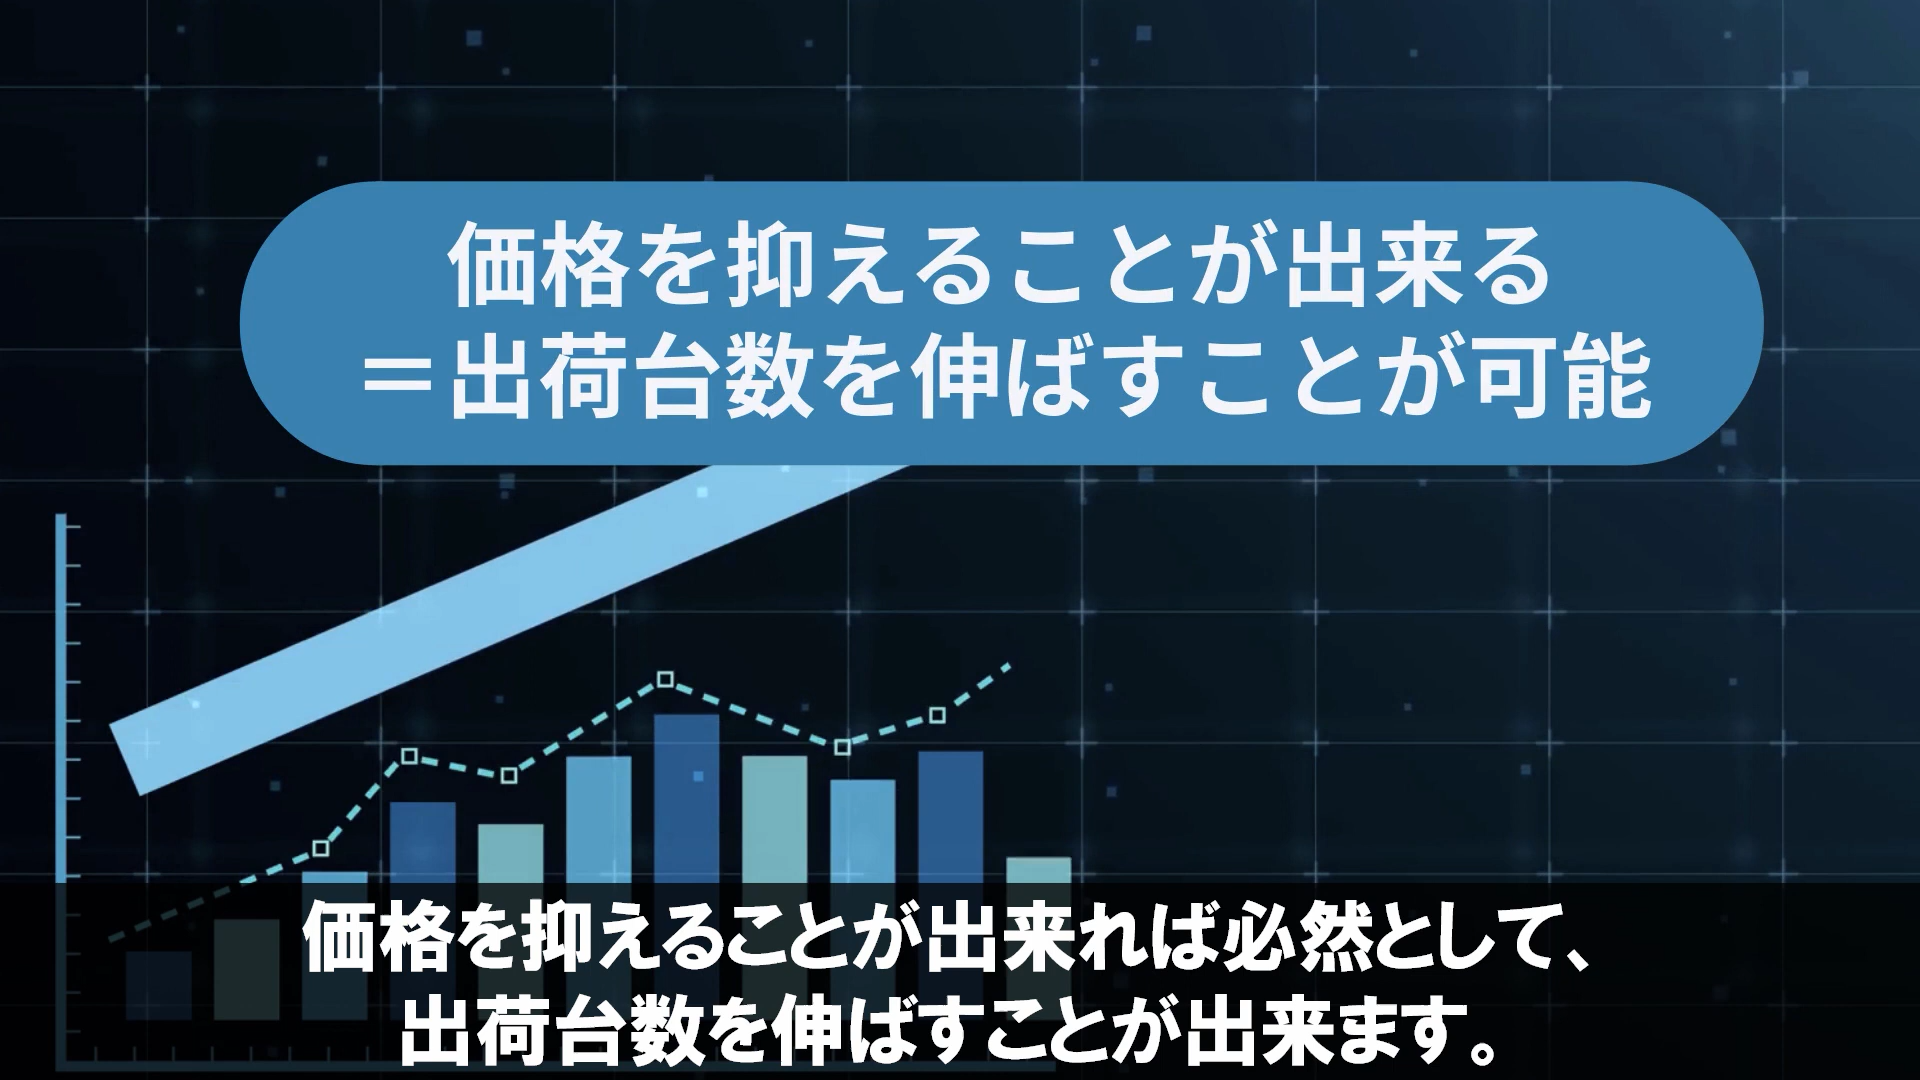 価格を抑えることが出来る
＝出荷台数を伸ばすことが可能
価格を抑えることが出来れば必然として、
出荷台数を伸ばすことが出来ます。